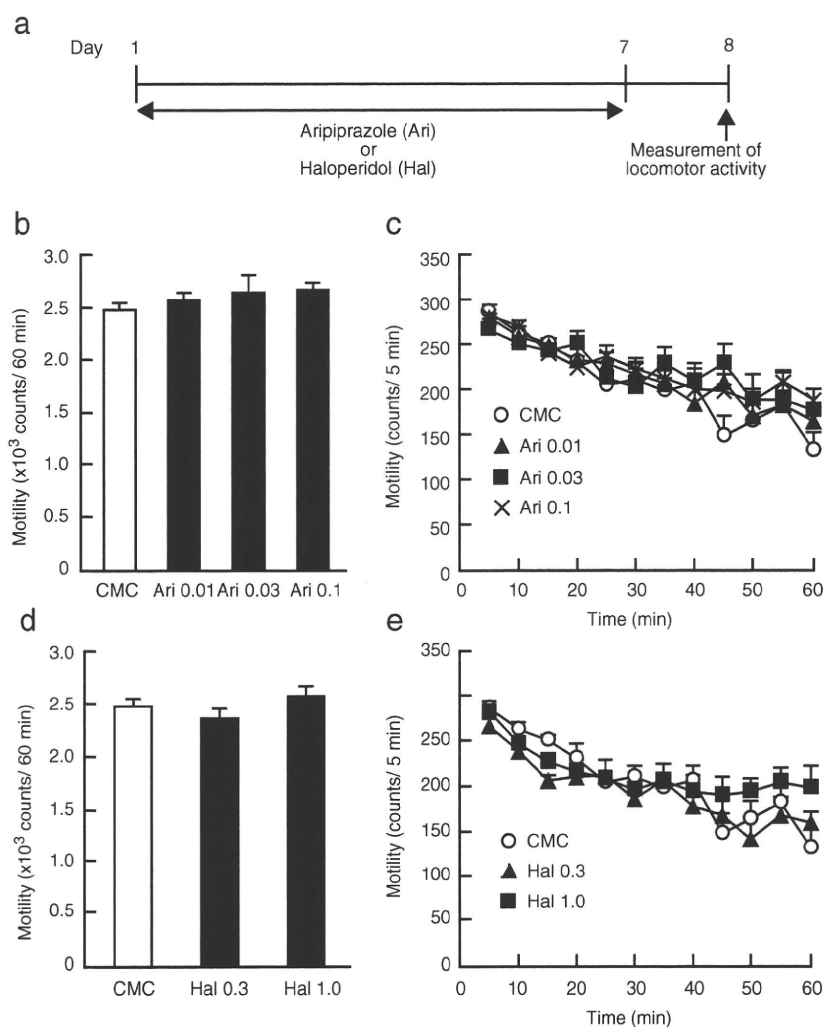 a
Day 1 7 8
Aripiprazole (Ari)
or
Haloperidol (Hal)
Measurement of
locomotor activity
b
Motility (x10³ counts/ 60 min)
3.0
2.5
2.0
1.5
1.0
0.5
0
CMC Ari 0.01 Ari 0.03 Ari 0.1
c
Motility (counts/ 5 min)
350
300
250
200
150
100
50
0
CMC
Ari 0.01
Ari 0.03
Ari 0.1
0 10 20 30 40 50 60
Time (min)
d
Motility (x10³ counts/ 60 min)
3.0
2.5
2.0
1.5
1.0
0.5
0
CMC Hal 0.3 Hal 1.0
e
Motility (counts/ 5 min)
350
300
250
200
150
100
50
0
CMC
Hal 0.3
Hal 1.0
0 10 20 30 40 50 60
Time (min)